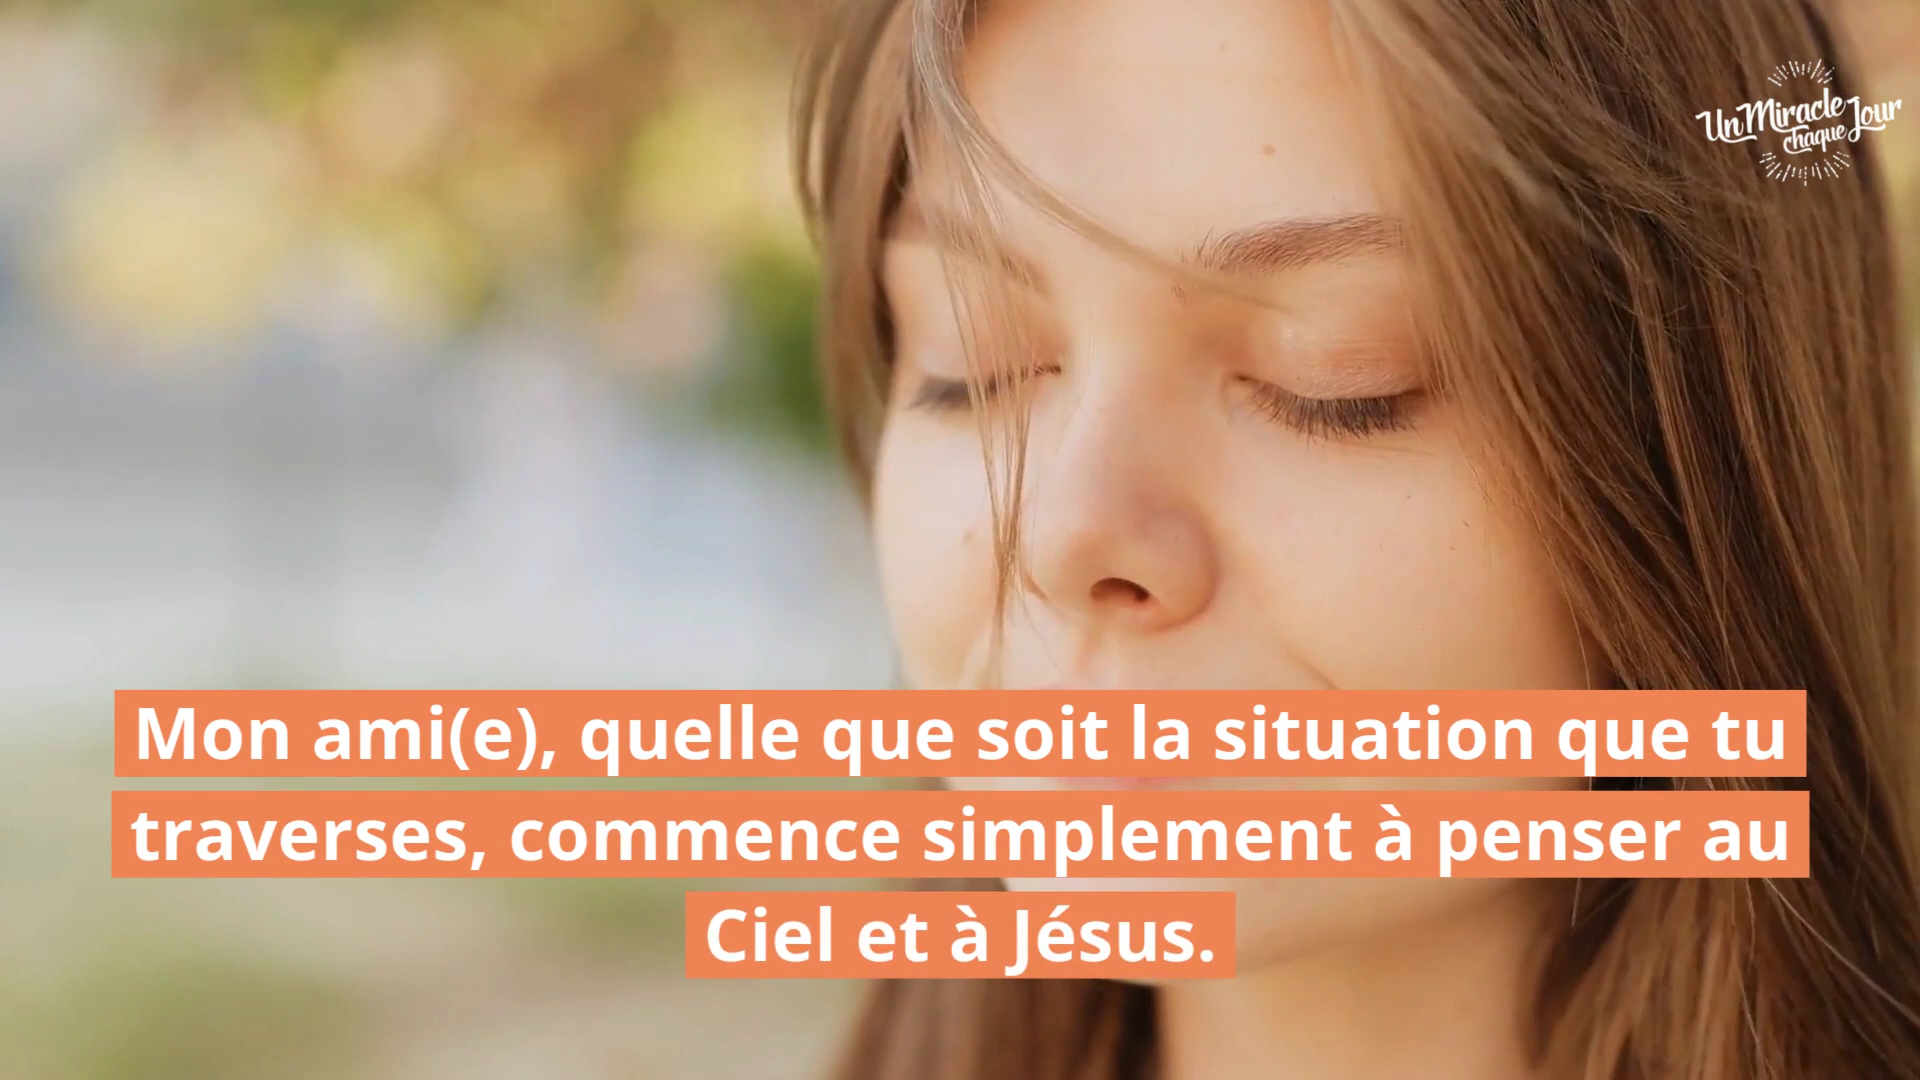 Un Miracle
chaque Jour
Mon ami(e), quelle que soit la situation que tu
traverses, commence simplement à penser au
Ciel et à Jésus.